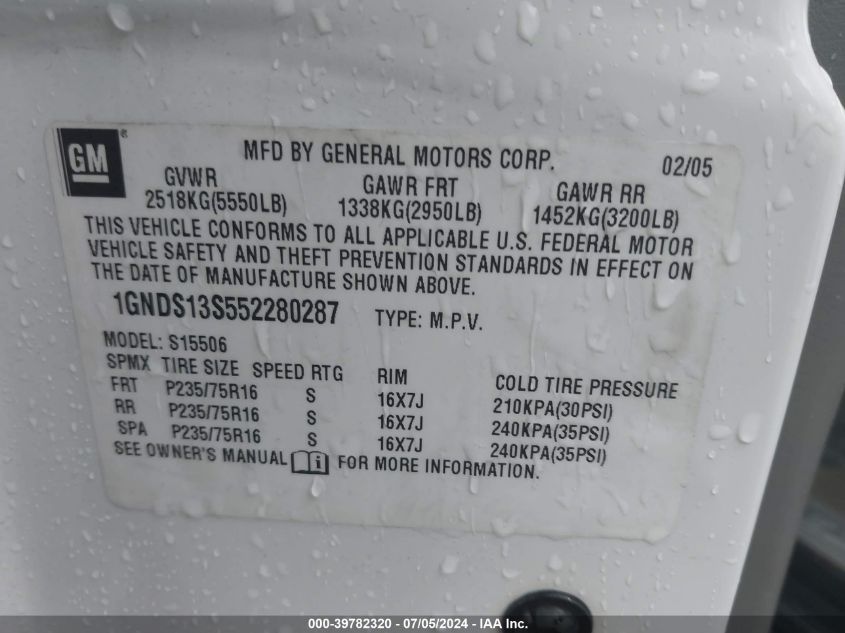 GM®
MFD BY GENERAL MOTORS CORP. 02/05
GVWR GAWR FRT GAWR RR
2518KG(5550LB) 1338KG(2950LB) 1452KG(3200LB)
THIS VEHICLE CONFORMS TO ALL APPLICABLE U.S. FEDERAL MOTOR
VEHICLE SAFETY AND THEFT PREVENTION STANDARDS IN EFFECT ON
THE DATE OF MANUFACTURE SHOWN ABOVE.
1GNDS13S552280287 TYPE: M.P.V.
MODEL: S15506
SPMX TIRE SIZE SPEED RTG RIM COLD TIRE PRESSURE
FRT P235/75R16 S 16X7J 210KPA(30PSI)
RR P235/75R16 S 16X7J 240KPA(35PSI)
SPA P235/75R16 S 16X7J 240KPA(35PSI)
SEE OWNER'S MANUAL i FOR MORE INFORMATION.
000-39782320 - 07/05/2024 - IAA Inc.